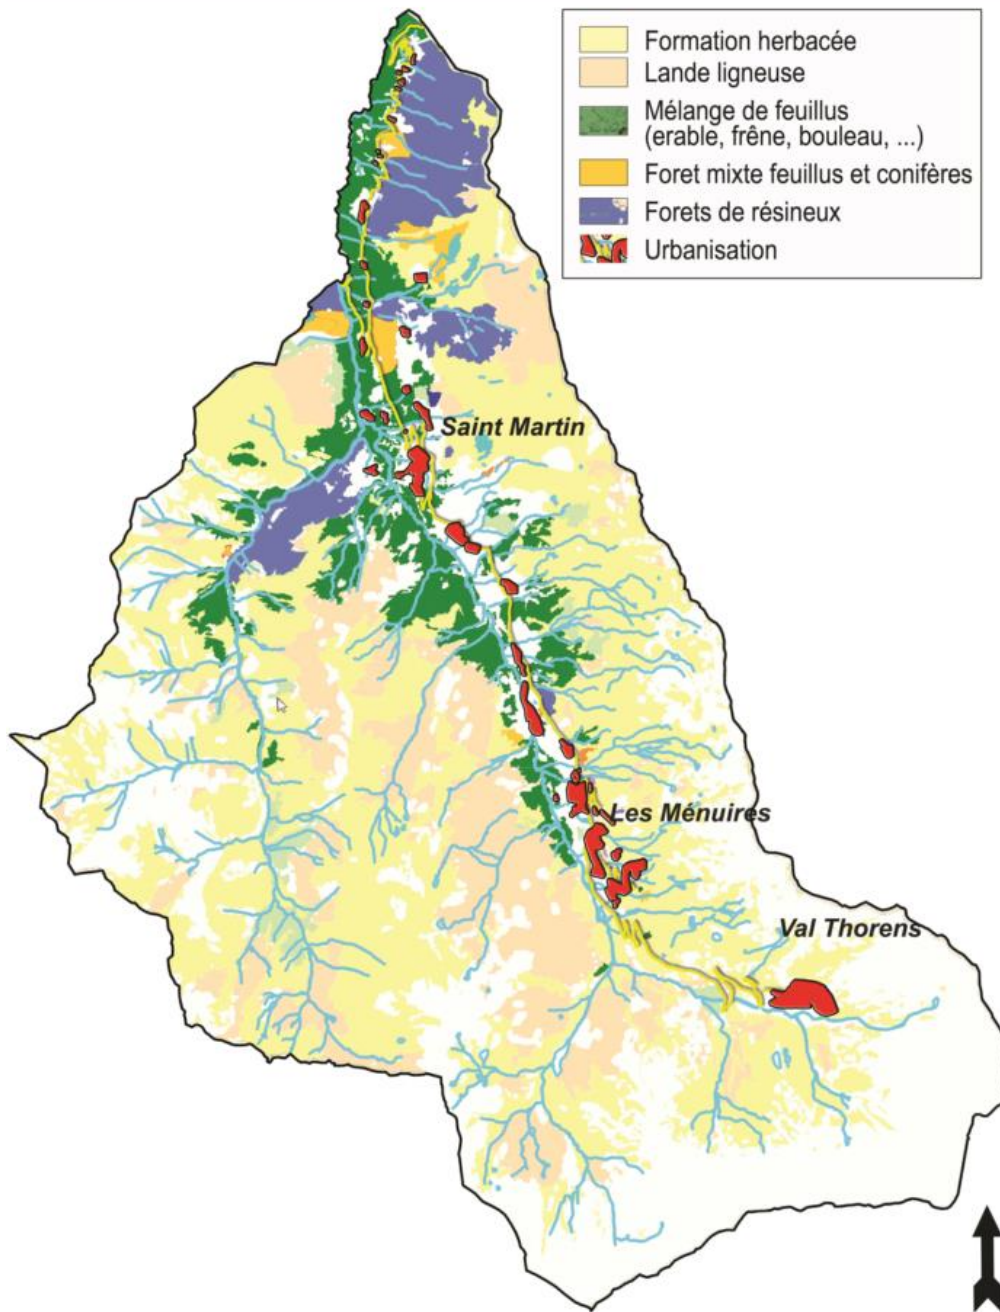 Formation herbacée
Lande ligneuse
Mélange de feuillus
(erable, frêne, bouleau, ...)
Foret mixte feuillus et conifères
Forets de résineux
Urbanisation
Saint Martin
Les Ménuires
Val Thorens